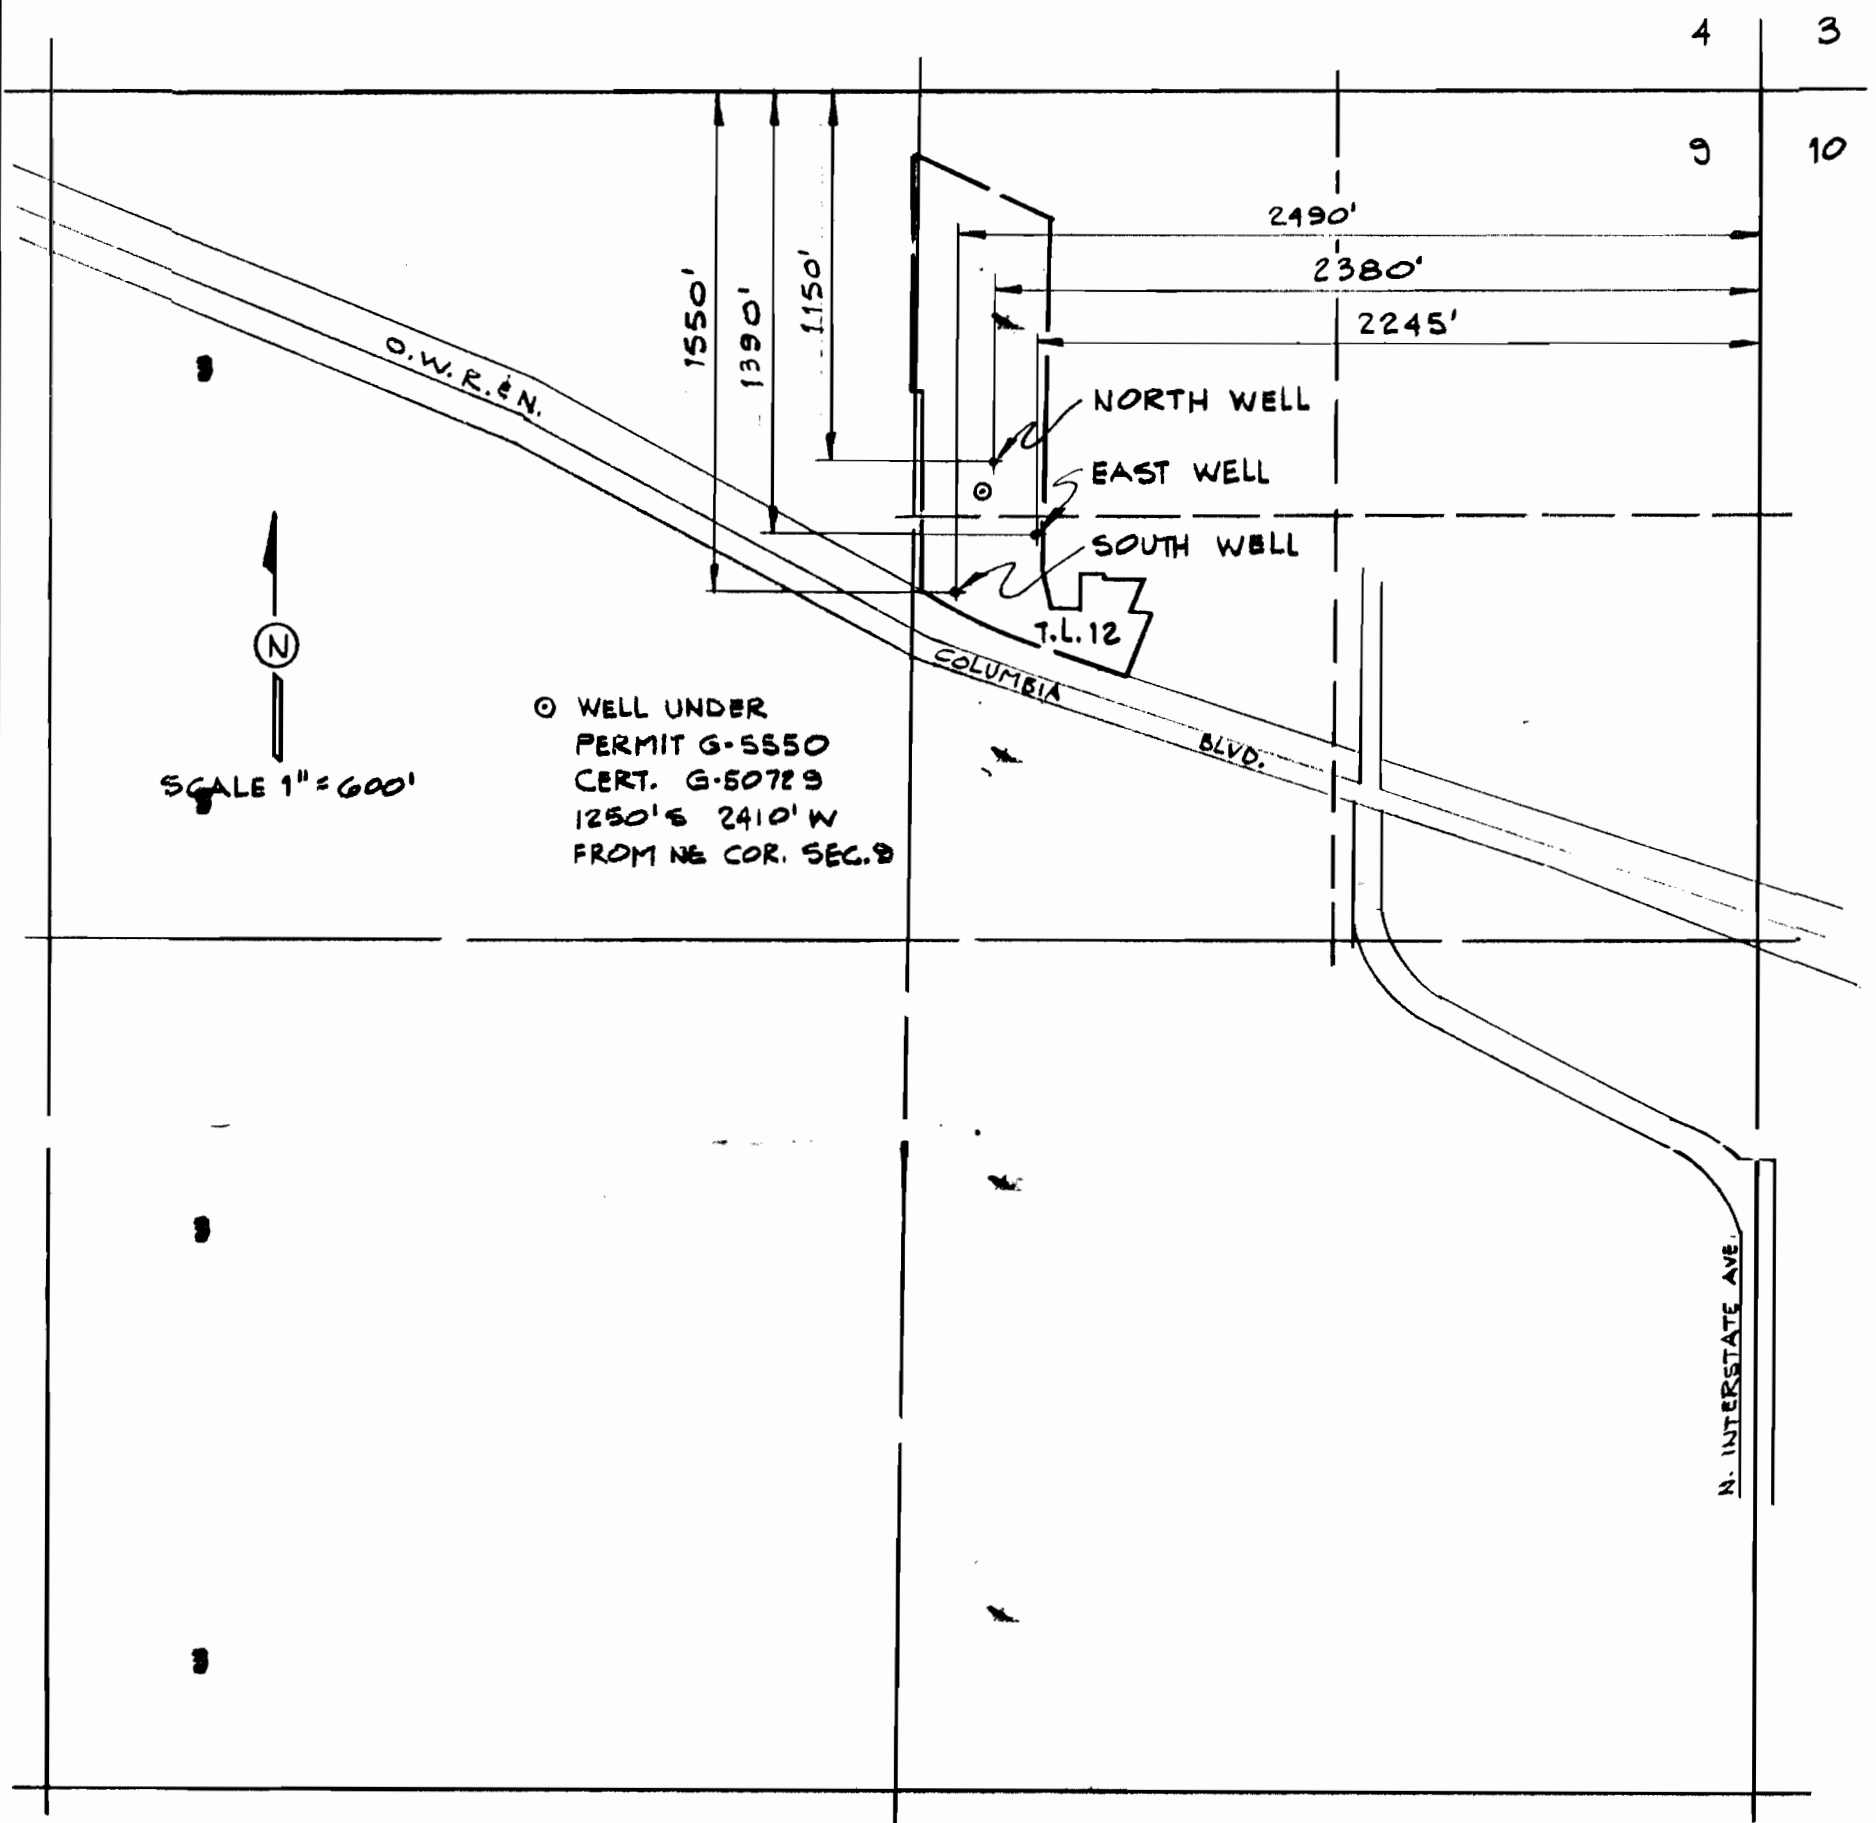 4 3
9 10
2490'
2380'
2245'
1550'
1390'
1150'
O.W.R.&N.
NORTH WELL
EAST WELL
SOUTH WELL
T.L.12
COLUMBIA
BLVD.
N
SCALE 1"=600'
WELL UNDER
PERMIT G-5550
CERT. G-50729
1250'S 2410'W
FROM NE COR. SEC.9
N. INTERSTATE AVE.